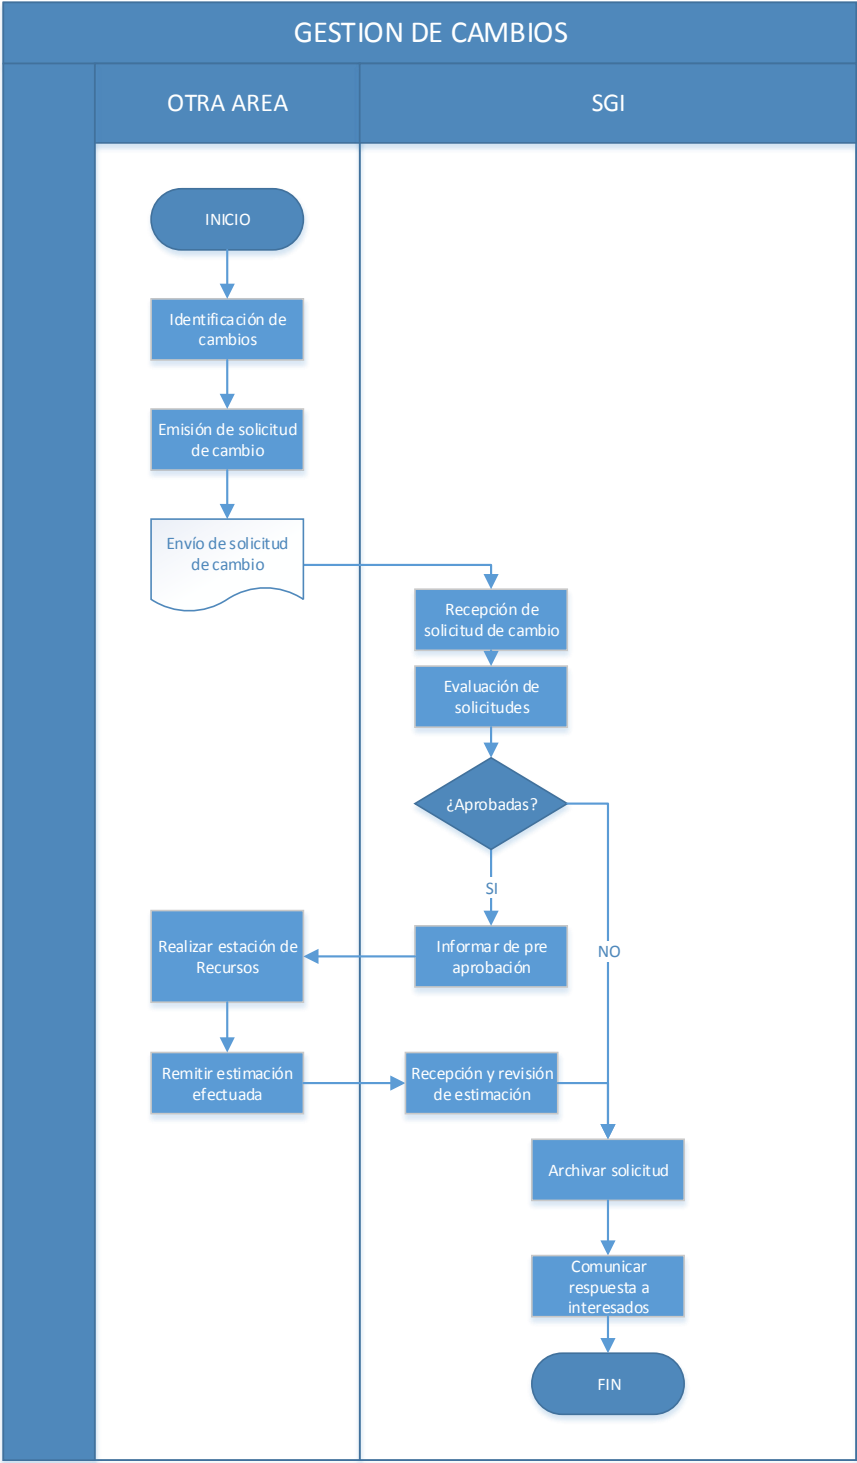 GESTION DE CAMBIOS
OTRA AREA
SGI
INICIO
Identificación de
cambios
Emisión de solicitud
de cambio
Envío de solicitud
de cambio
Recepción de
solicitud de cambio
Evaluación de
solicitudes
¿Aprobadas?
SI
NO
Informar de pre
aprobación
Realizar estación de
Recursos
Remitir estimación
efectuada
Recepción y revisión
de estimación
Archivar solicitud
Comunicar
respuesta a
interesados
FIN